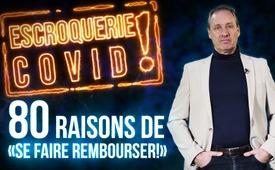 ESCROQUERIE
COVID!
80 RAISONS DE
«SE FAIRE REMBOURSER!»